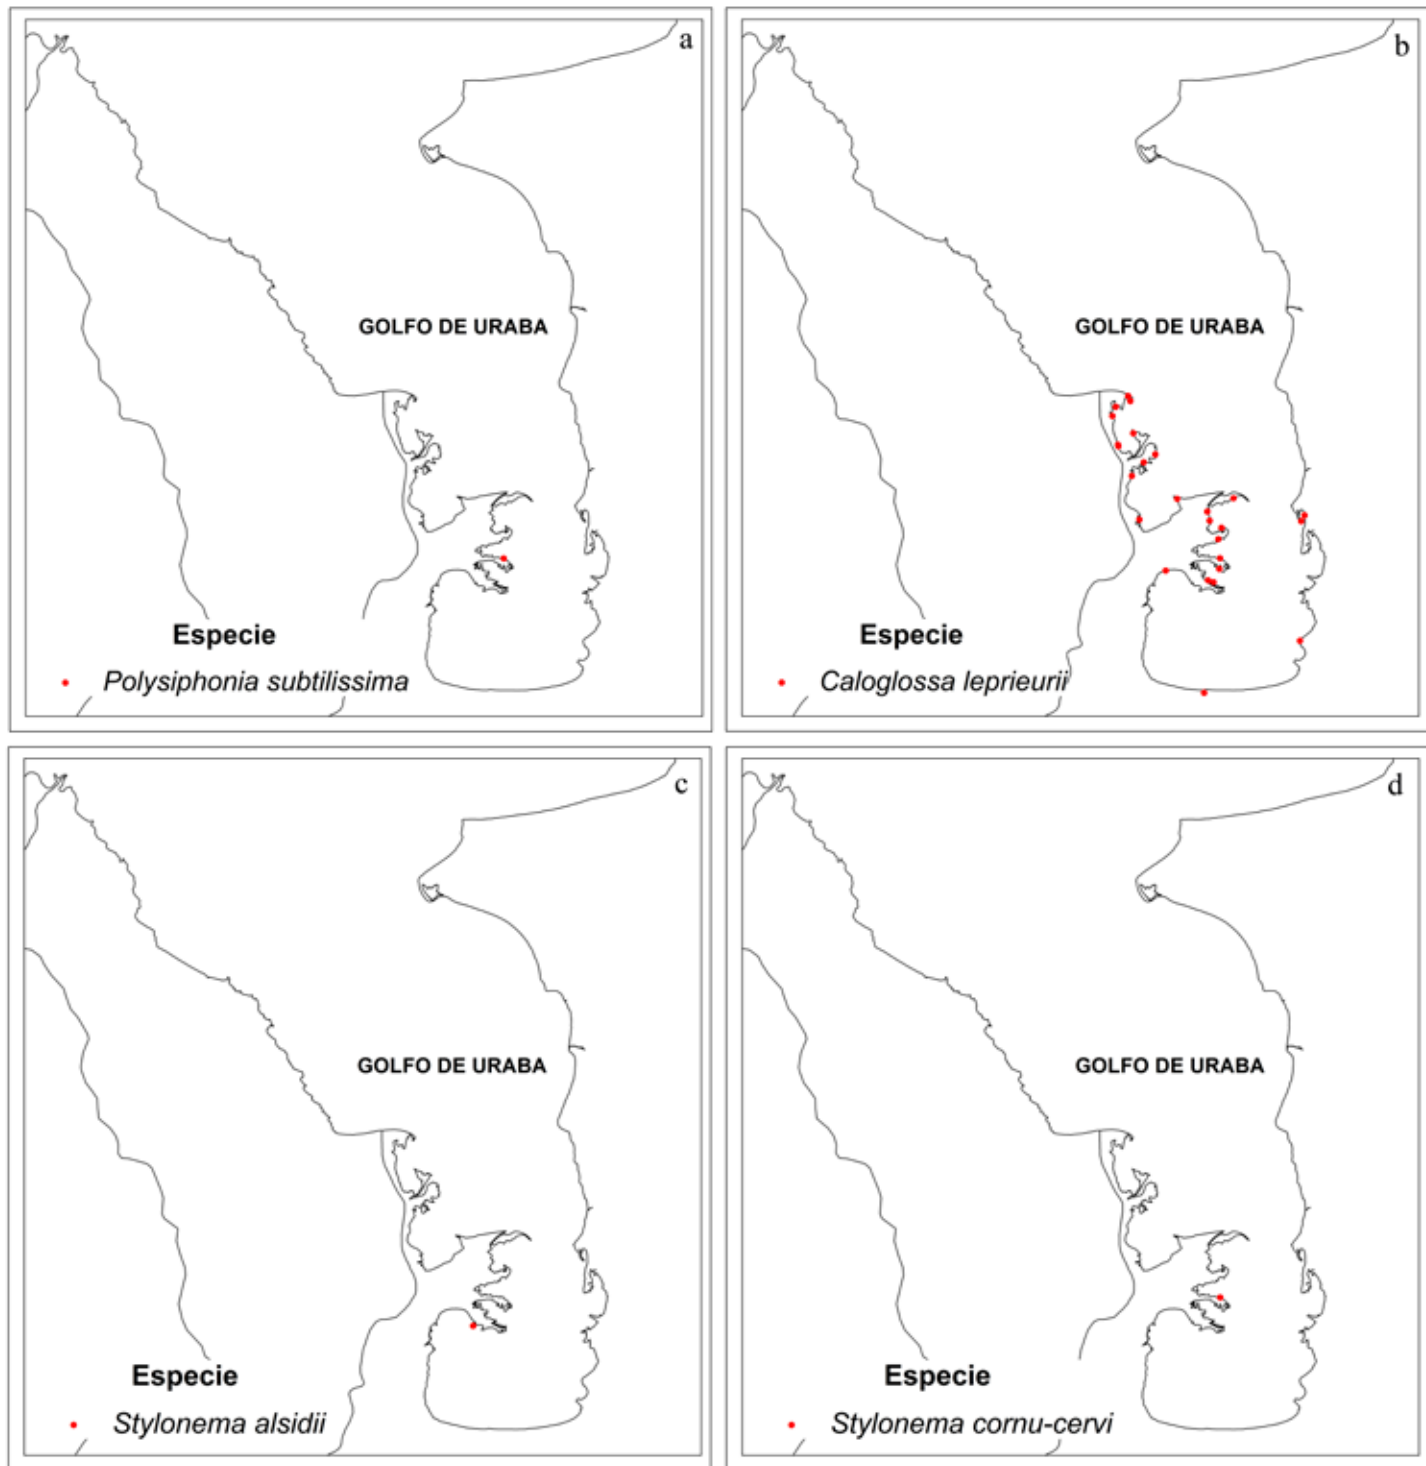 a
GOLFO DE URABA
Especie
Polysiphonia subtilissima
b
GOLFO DE URABA
Especie
Caloglossa leprieurii
c
GOLFO DE URABA
Especie
Stylonema alsidii
d
GOLFO DE URABA
Especie
Stylonema cornu-cervi